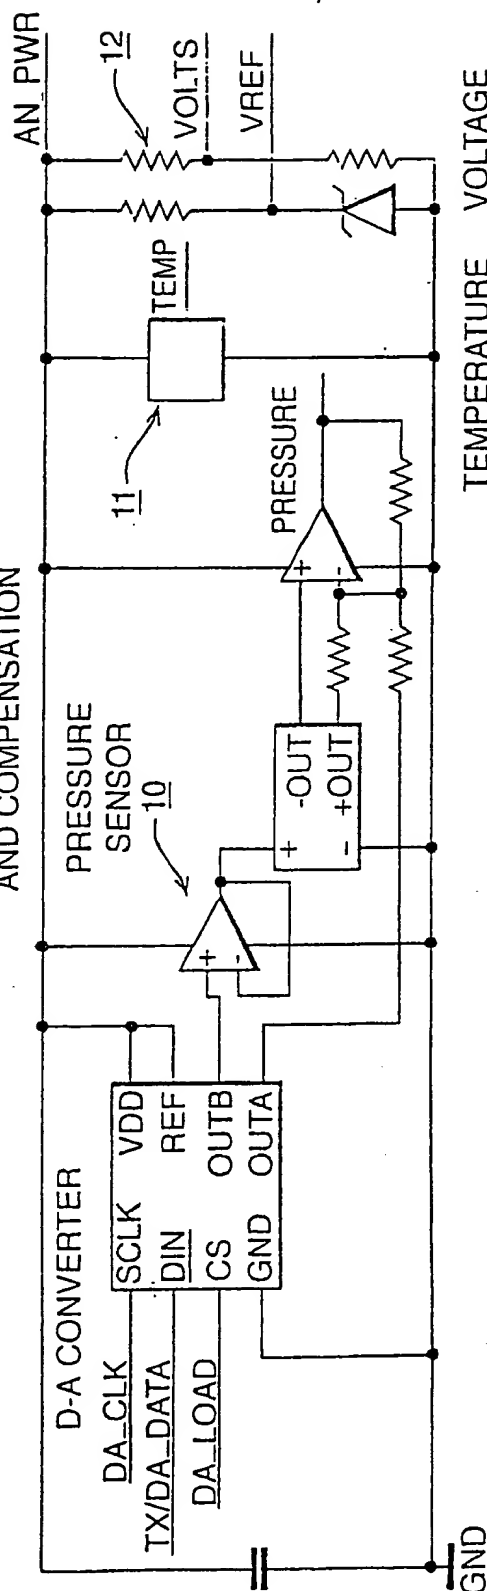 AND COMPENSATION
D-A CONVERTER
PRESSURE
SENSOR
10
11
12
AN_PWR
VOLTS
VREF
TEMP
PRESSURE
DA_CLK
TX/DA_DATA
DA_LOAD
SCLK VDD
DIN REF
CS OUTB
GND OUTA
+
-
+ -OUT
- +OUT
+
-
GND
TEMPERATURE VOLTAGE